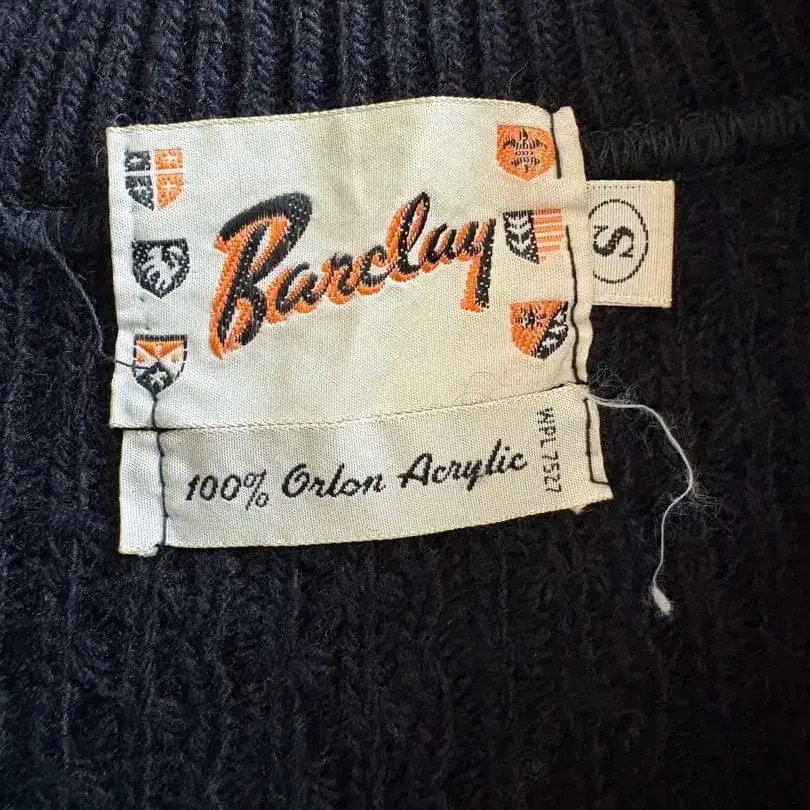 Barclay
S
100% Orlon Acrylic
WPL 7527